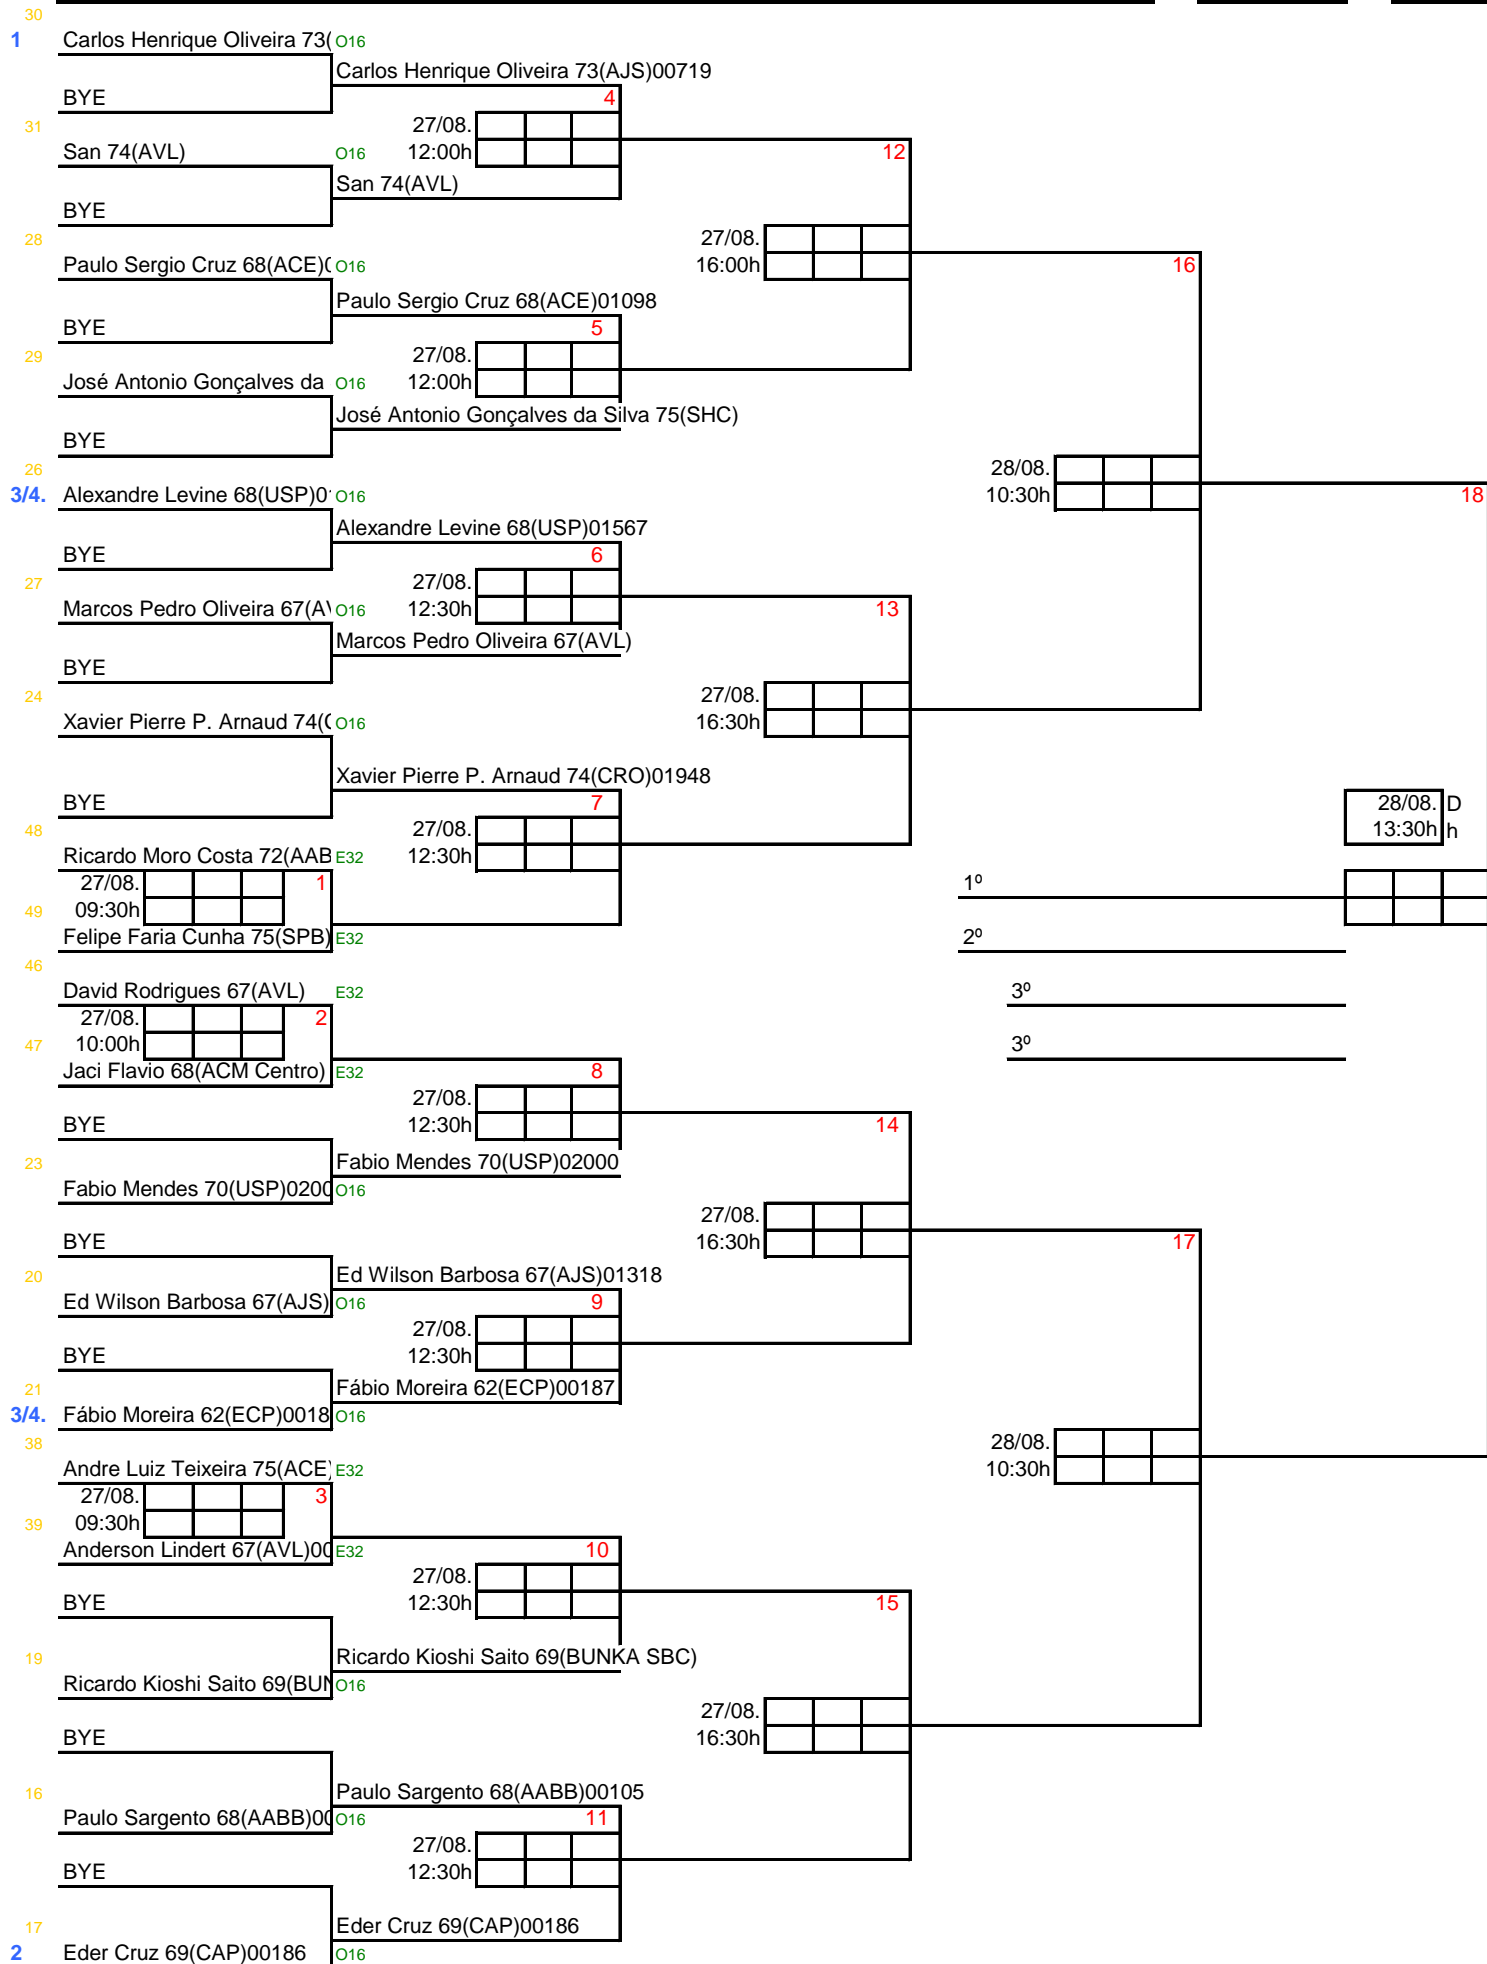 30
1 Carlos Henrique Oliveira 73( O16
Carlos Henrique Oliveira 73(AJS)00719
BYE 4
31 27/08.
San 74(AVL) O16 12:00h 12
San 74(AVL)
BYE
28 27/08.
Paulo Sergio Cruz 68(ACE)0 O16 16:00h 16
Paulo Sergio Cruz 68(ACE)01098
BYE 5
29 27/08.
José Antonio Gonçalves da O16 12:00h
José Antonio Gonçalves da Silva 75(SHC)
BYE
26 28/08.
3/4. Alexandre Levine 68(USP)0 O16 10:30h 18
Alexandre Levine 68(USP)01567
BYE 6
27 27/08.
Marcos Pedro Oliveira 67(AV O16 12:30h 13
Marcos Pedro Oliveira 67(AVL)
BYE
24 27/08.
Xavier Pierre P. Arnaud 74(C O16 16:30h
Xavier Pierre P. Arnaud 74(CRO)01948
BYE 7 28/08. D
48 27/08. 13:30h h
Ricardo Moro Costa 72(AAB E32 12:30h
27/08. 1 1º
49 09:30h
Felipe Faria Cunha 75(SPB) E32 2º
46
David Rodrigues 67(AVL) E32 3º
27/08. 2
47 10:00h 3º
Jaci Flavio 68(ACM Centro) E32 8
27/08.
BYE 12:30h 14
23 Fabio Mendes 70(USP)02000
Fabio Mendes 70(USP)0200 O16
27/08.
BYE 16:30h 17
20 Ed Wilson Barbosa 67(AJS)01318
Ed Wilson Barbosa 67(AJS) O16 9
27/08.
BYE 12:30h
21 Fábio Moreira 62(ECP)00187
3/4. Fábio Moreira 62(ECP)0018 O16
38 28/08.
Andre Luiz Teixeira 75(ACE) E32 10:30h
27/08. 3
39 09:30h
Anderson Lindert 67(AVL)00 E32 10
27/08.
BYE 12:30h 15
19 Ricardo Kioshi Saito 69(BUNKA SBC)
Ricardo Kioshi Saito 69(BUN O16
27/08.
BYE 16:30h
16 Paulo Sargento 68(AABB)00105
Paulo Sargento 68(AABB)00 O16 11
27/08.
BYE 12:30h
17 Eder Cruz 69(CAP)00186
2 Eder Cruz 69(CAP)00186 O16